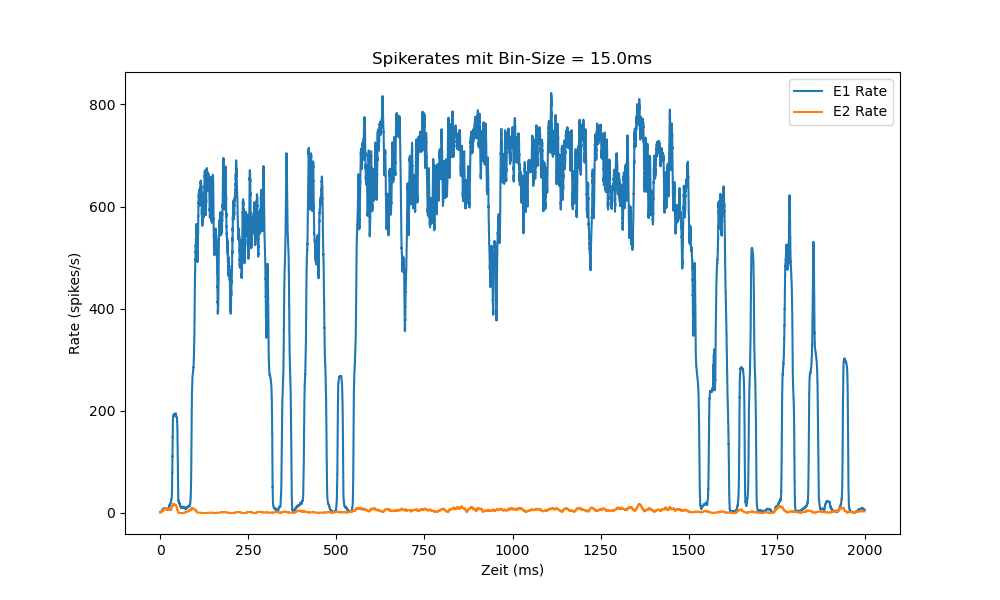 Spikerates mit Bin-Size = 15.0ms
E1 Rate
E2 Rate
800
600
400
200
0
Rate (spikes/s)
0 250 500 750 1000 1250 1500 1750 2000
Zeit (ms)